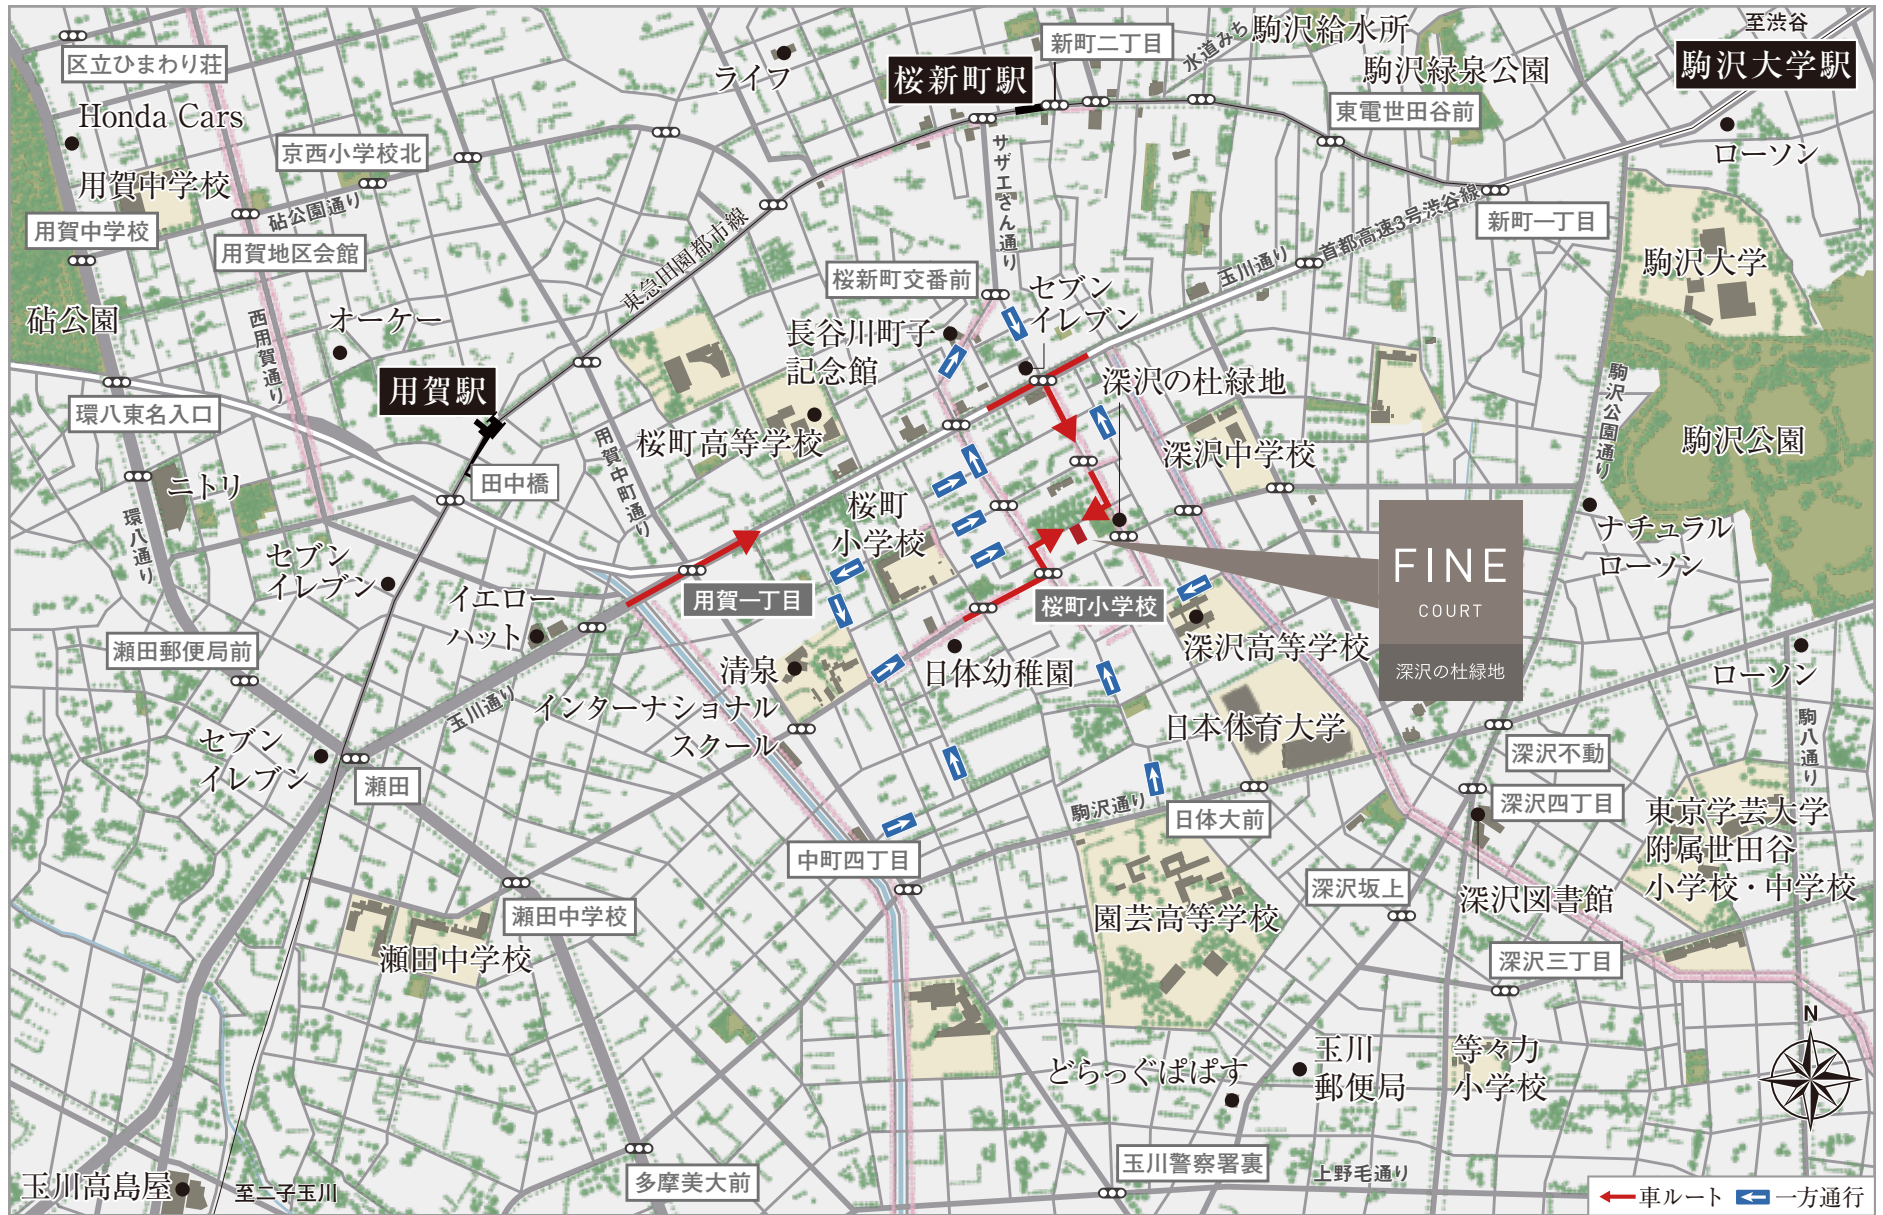 至渋谷
新町二丁目
水道みち
駒沢給水所
区立ひまわり荘
ライフ
桜新町駅
駒沢緑泉公園
駒沢大学駅
Honda Cars
東電世田谷前
ローソン
京西小学校北
用賀中学校
砧公園通り
用賀中学校
用賀地区会館
サザエさん通り
首都高速3号渋谷線
新町一丁目
東急田園都市線
玉川通り
駒沢大学
桜新町交番前
セブン
イレブン
砧公園
オーケー
西用賀通り
長谷川町子
記念館
用賀駅
深沢の杜緑地
駒沢公園通り
環八東名入口
用賀中町通り
桜町高等学校
深沢中学校
駒沢公園
ニトリ
田中橋
環八通り
桜町
小学校
ナチュラル
ローソン
FINE
COURT
深沢の杜緑地
セブン
イレブン
イエロー
ハット
用賀一丁目
桜町小学校
瀬田郵便局前
深沢高等学校
清泉
インターナショナル
スクール
日体幼稚園
ローソン
玉川通り
日本体育大学
駒八通り
セブン
イレブン
瀬田
深沢不動
駒沢通り
日体大前
深沢四丁目
東京学芸大学
附属世田谷
小学校・中学校
中町四丁目
深沢坂上
深沢図書館
瀬田中学校
瀬田中学校
園芸高等学校
深沢三丁目
N
どらっぐぱぱす
玉川
郵便局
等々力
小学校
玉川警察署裏
上野毛通り
玉川高島屋
至二子玉川
多摩美大前
車ルート
一方通行